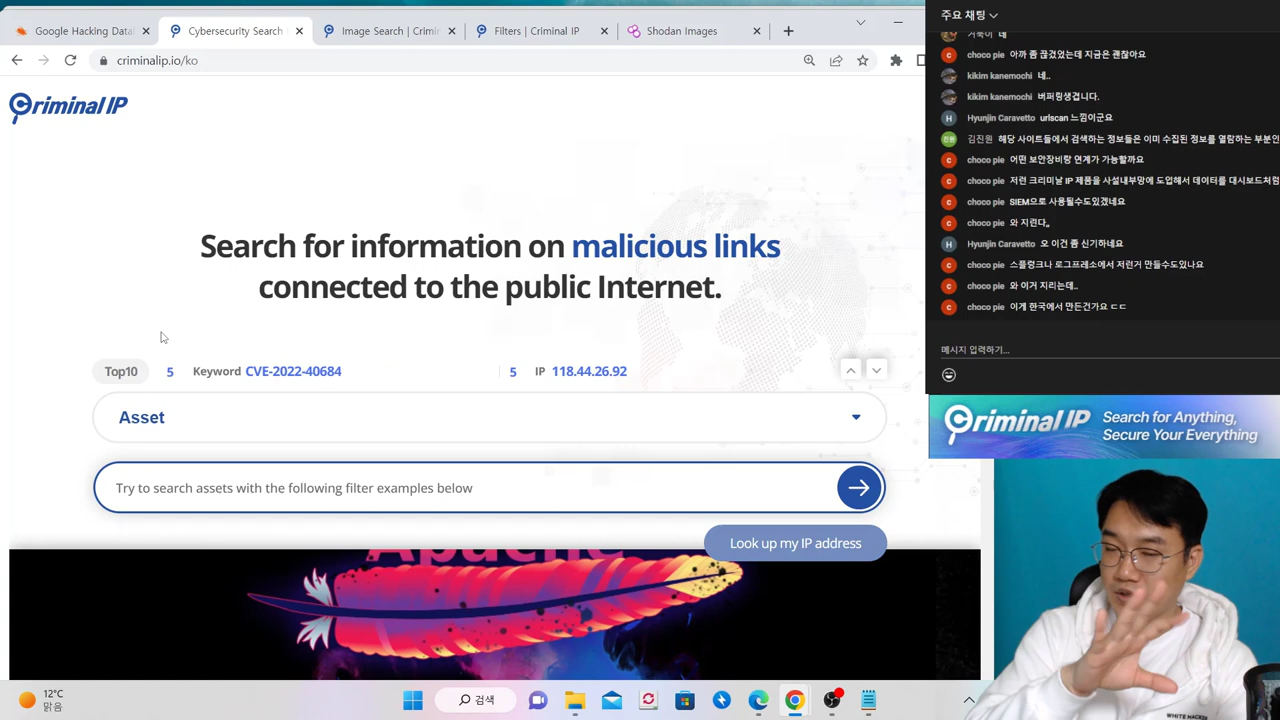 Google Hacking Data
Cybersecurity Search
Image Search | Crimin
Filters | Criminal IP
Shodan Images
criminalip.io/ko
Criminal IP
Search for information on malicious links
connected to the public Internet.
Top10 5 Keyword CVE-2022-40684 5 IP 118.44.26.92
Asset
Try to search assets with the following filter examples below
Look up my IP address
Apache
12°C
맑음
검색
주요 채팅
거북이 네
choco pie 아까 좀 끊겼었는데 지금은 괜찮아요
kikim kanemochi 네..
kikim kanemochi 버퍼링생겁니다.
Hyunjin Caravetto urlscan 느낌이군요
김진원 해당 사이트들에서 검색하는 정보들은 이미 수집된 정보를 열람하는 부분인
choco pie 어떤 보안장비랑 연계가 가능할까요
choco pie 저런 크리미날 IP 제품을 사설내부망에 도입해서 데이터를 대시보드처럼
choco pie SIEM으로 사용될수도있겠네요
choco pie 와 지린다,,
Hyunjin Caravetto 오 이건 좀 신기하네요
choco pie 스플렁크나 로그프레소에서 저런거 만들수도있나요
choco pie 와 이거 지리는데..
choco pie 이게 한국에서 만든건가요 ㄷㄷ
메시지 입력하기...
Criminal IP
Search for Anything,
Secure Your Everything
WHITE HACKER